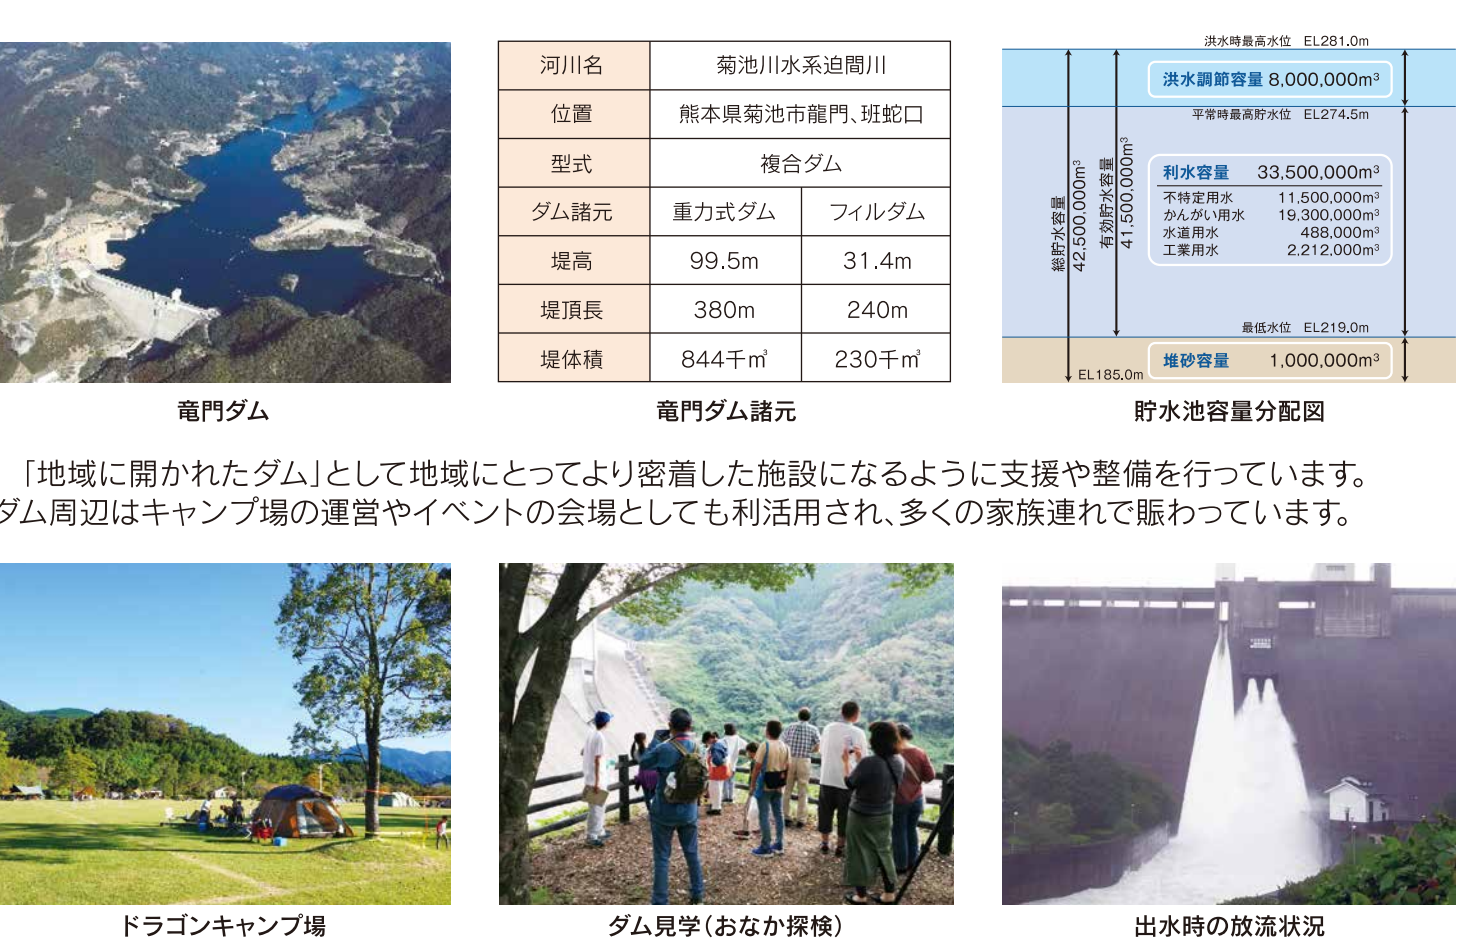 河川名 菊池川水系迫間川
位置 熊本県菊池市龍門、班蛇口
型式 複合ダム
ダム諸元 重力式ダム フィルダム
堤高 99.5m 31.4m
堤頂長 380m 240m
堤体積 844千㎥ 230千㎥
洪水時最高水位 EL281.0m
洪水調節容量 8,000,000m³
平常時最高貯水位 EL274.5m
総貯水容量
42,500,000m³
有効貯水容量
41,500,000m³
利水容量 33,500,000m³
不特定用水 11,500,000m³
かんがい用水 19,300,000m³
水道用水 488,000m³
工業用水 2,212,000m³
最低水位 EL219.0m
堆砂容量 1,000,000m³
EL185.0m
竜門ダム
竜門ダム諸元
貯水池容量分配図
「地域に開かれたダム」として地域にとってより密着した施設になるように支援や整備を行っています。
ダム周辺はキャンプ場の運営やイベントの会場としても利活用され、多くの家族連れで賑わっています。
ドラゴンキャンプ場
ダム見学（おなか探検）
出水時の放流状況